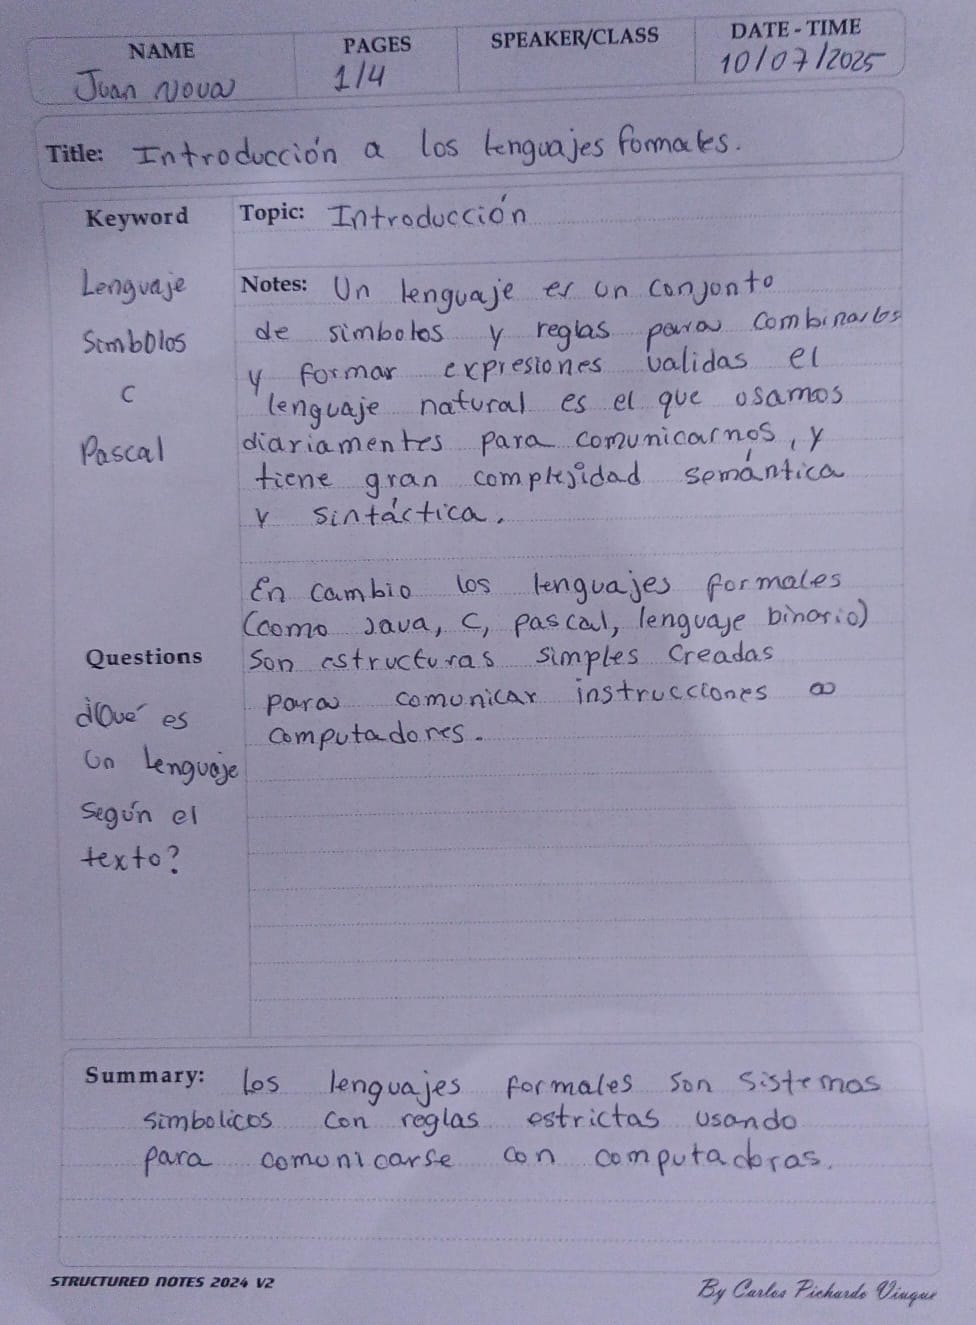 NAME
Juan Nova
PAGES
1/4
SPEAKER/CLASS
DATE - TIME
10/07/2025
Title: Introducción a los lenguajes formales.
Keyword
Lenguaje
Simbolos
C
Pascal
Topic: Introducción
Notes: Un lenguaje es un conjunto
de simbolos y reglas para combinarlos
y formar expresiones validas el
lenguaje natural es el que usamos
diariamentes para comunicarnos, y
tiene gran complejidad semántica
y sintáctica.
En cambio los lenguajes formales
(como Java, C, pascal, lenguaje binario)
Son estructuras simples creadas
para comunicar instrucciones a
computadores.
Questions
¿Qué es
Un lenguaje
Según el
texto?
Summary: Los lenguajes formales son sistemas
simbolicos con reglas estrictas usando
para comunicarse con computadoras.
STRUCTURED NOTES 2024 V2
By Carlos Pichardo Viuque